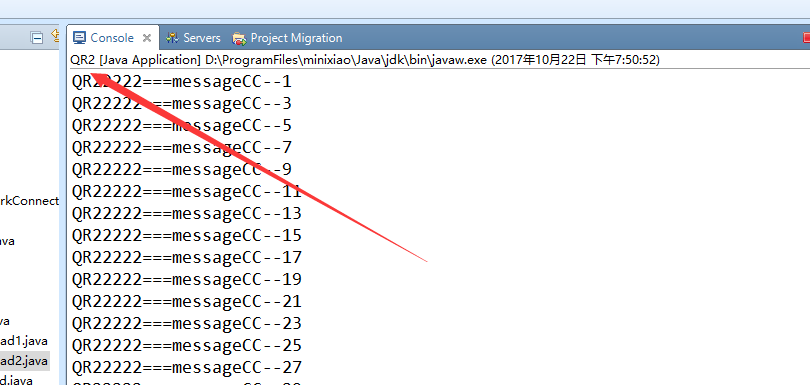 Console Servers Project Migration
QR2 [Java Application] D:\ProgramFiles\minixiao\Java\jdk\bin\javaw.exe (2017年10月22日 下午7:50:52)
QR22222===messageCC--1
QR22222===messageCC--3
QR22222===messageCC--5
QR22222===messageCC--7
QR22222===messageCC--9
QR22222===messageCC--11
QR22222===messageCC--13
QR22222===messageCC--15
QR22222===messageCC--17
QR22222===messageCC--19
QR22222===messageCC--21
QR22222===messageCC--23
QR22222===messageCC--25
QR22222===messageCC--27
rkConnect
ava
va
ad1.java
ad2.java
d.java